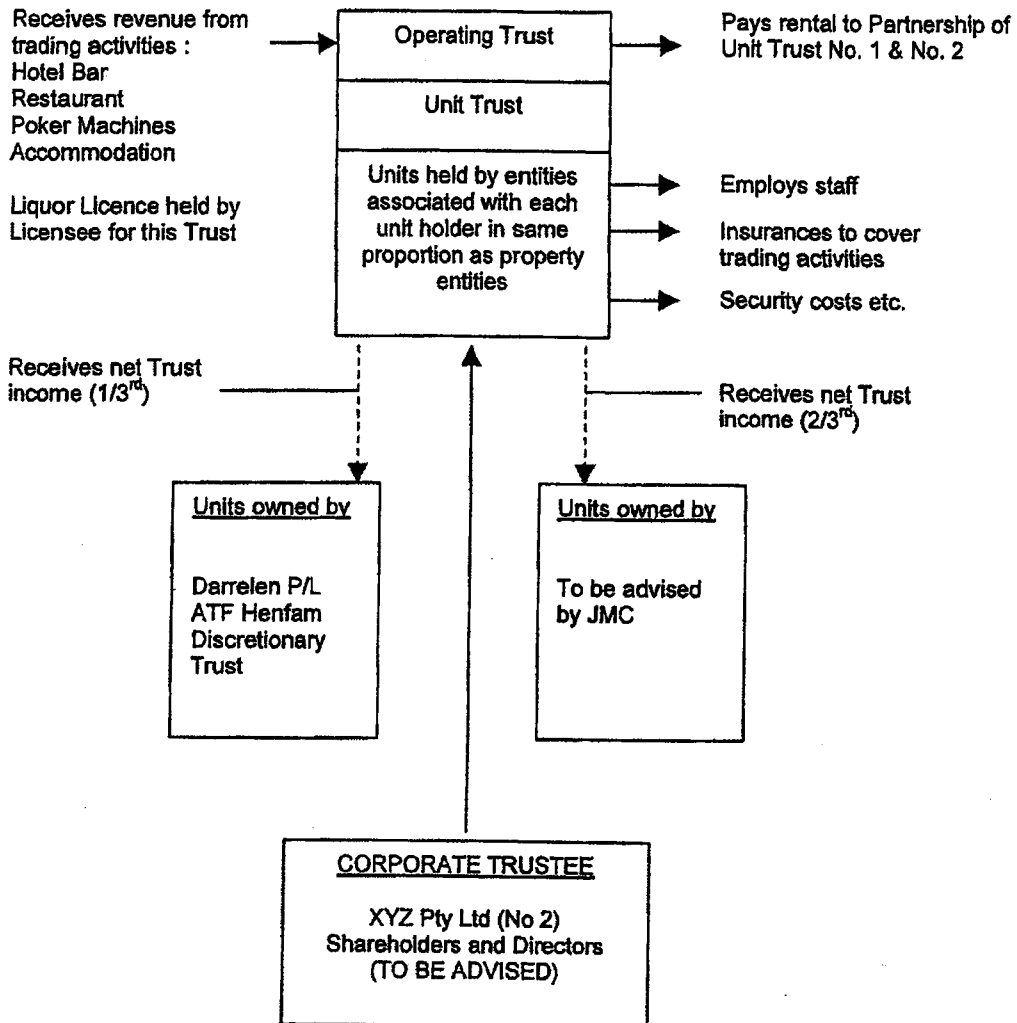 Receives revenue from
trading activities :
Hotel Bar
Restaurant
Poker Machines
Accommodation
Liquor Licence held by
Licensee for this Trust
Operating Trust
Unit Trust
Units held by entities
associated with each
unit holder in same
proportion as property
entities
Pays rental to Partnership of
Unit Trust No. 1 & No. 2
Employs staff
Insurances to cover
trading activities
Security costs etc.
Receives net Trust
income (1/3rd)
Receives net Trust
income (2/3rd)
Units owned by
Darrelen P/L
ATF Henfam
Discretionary
Trust
Units owned by
To be advised
by JMC
CORPORATE TRUSTEE
XYZ Pty Ltd (No 2)
Shareholders and Directors
(TO BE ADVISED)